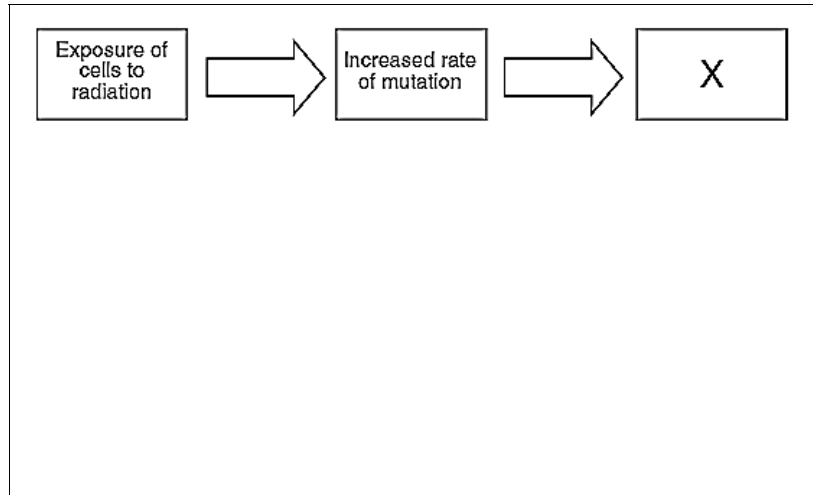 Exposure of
cells to
radiation
Increased rate
of mutation
X